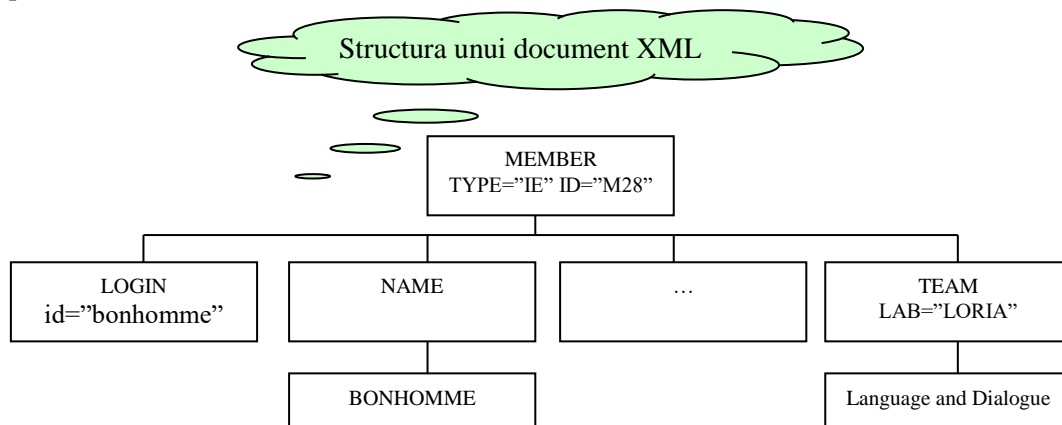 Structura unui document XML
MEMBER
TYPE=”IE” ID=”M28”
LOGIN
id=”bonhomme”
NAME
…
TEAM
LAB=”LORIA”
BONHOMME
Language and Dialogue